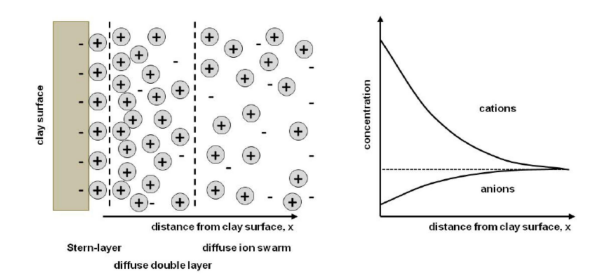 clay surface
distance from clay surface, x
Stern-layer
diffuse ion swarm
diffuse double layer
concentration
cations
anions
distance from clay surface, x